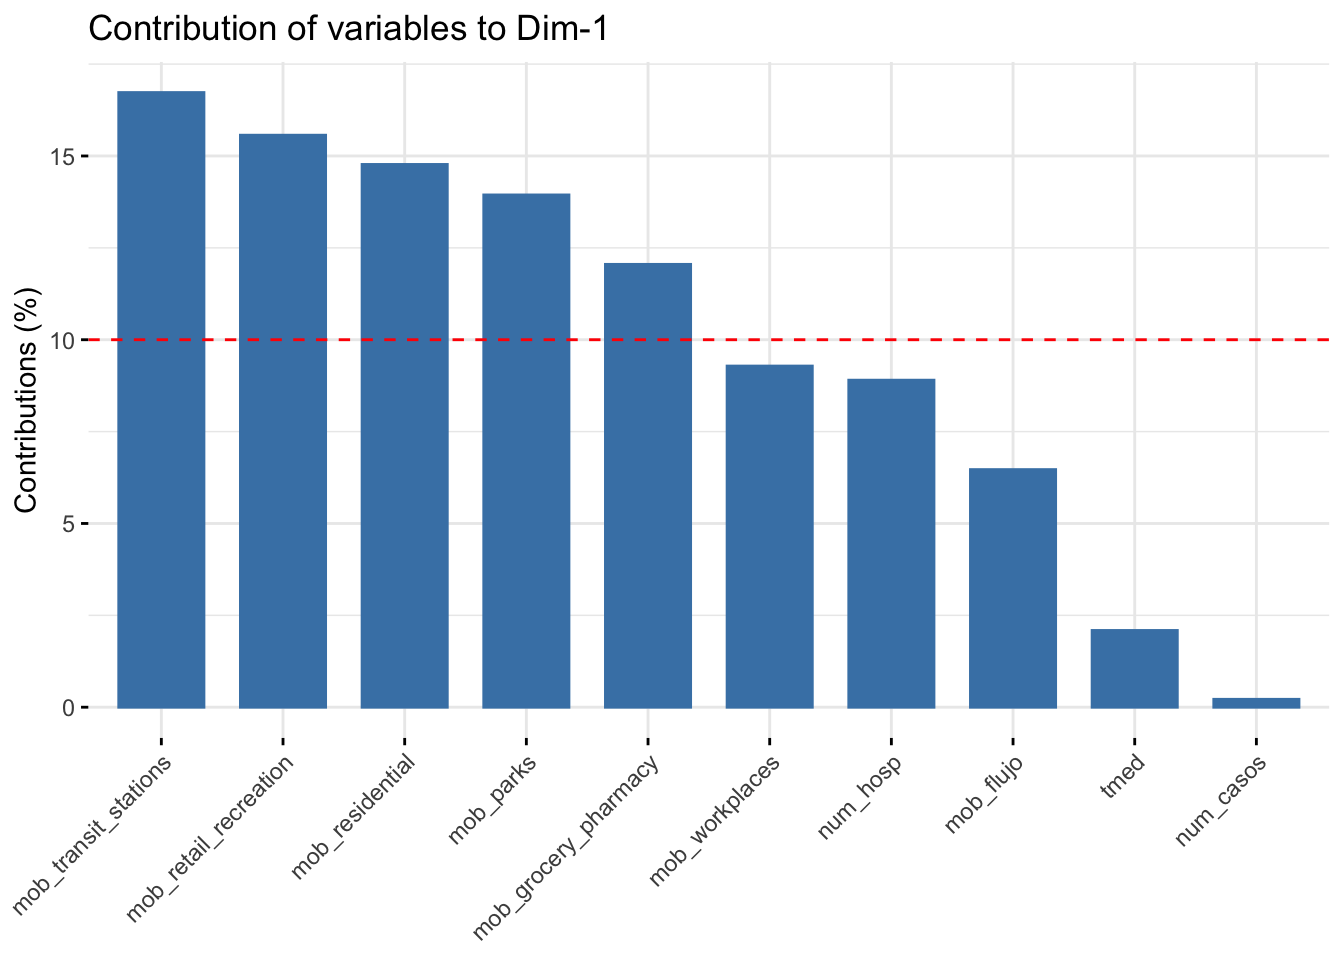 Contribution of variables to Dim-1
Contributions (%)
15
10
5
0
mob_transit_stations
mob_retail_recreation
mob_residential
mob_parks
mob_grocery_pharmacy
mob_workplaces
num_hosp
mob_flujo
tmed
num_casos